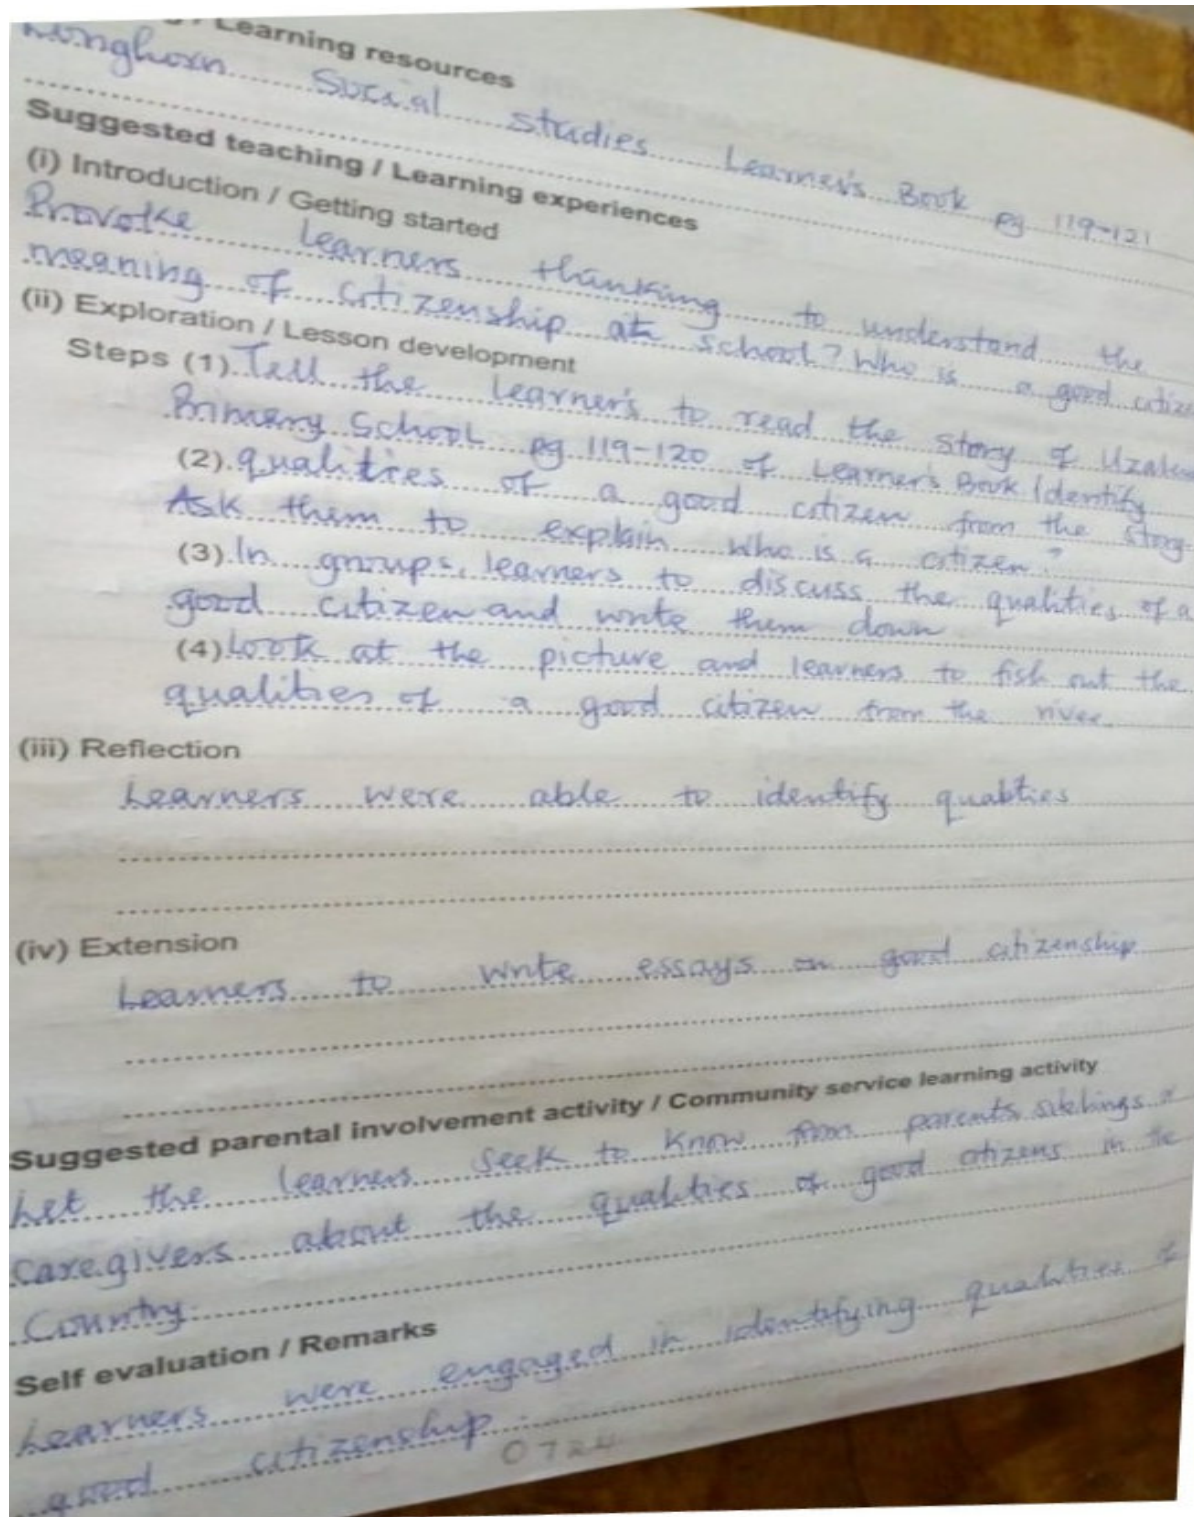 / Learning resources
Longhorn Social studies Learner's Book pg 119-121
Suggested teaching / Learning experiences
(i) Introduction / Getting started
Provoke learners thinking to understand the
meaning of citizenship at school? Who is a good citize
(ii) Exploration / Lesson development
Steps (1) Tell the learner's to read the story of
Primary School pg 119-120 of Learner's Book Identify
(2) qualities of a good citizen from the story.
Ask them to explain who is a citizen?
(3) In groups, learners to discuss the qualities of a
good citizen and write them down
(4) Look at the picture and learners to fish out the
qualities of a good citizen from the river
(iii) Reflection
Learners were able to identify qualities
(iv) Extension
Learners to write essays on good citizenship
Suggested parental involvement activity / Community service learning activity
Let the learners seek to know from parents siblings
caregivers about the qualities of good citizens in the
Country.
Self evaluation / Remarks
Learners were engaged in identifying qualities of
good citizenship.
0724